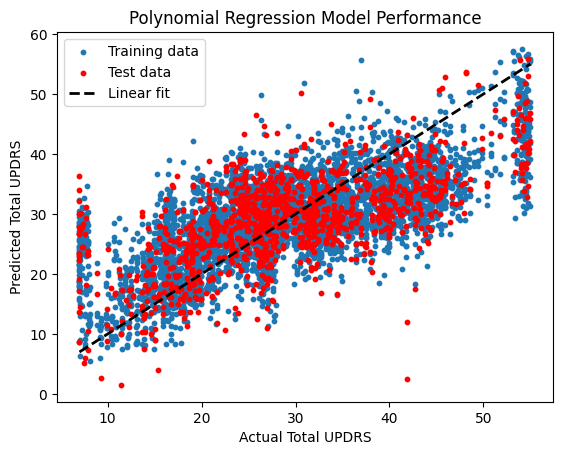 Polynomial Regression Model Performance
Training data
Test data
Linear fit
Predicted Total UPDRS
60
50
40
30
20
10
0
10 20 30 40 50
Actual Total UPDRS